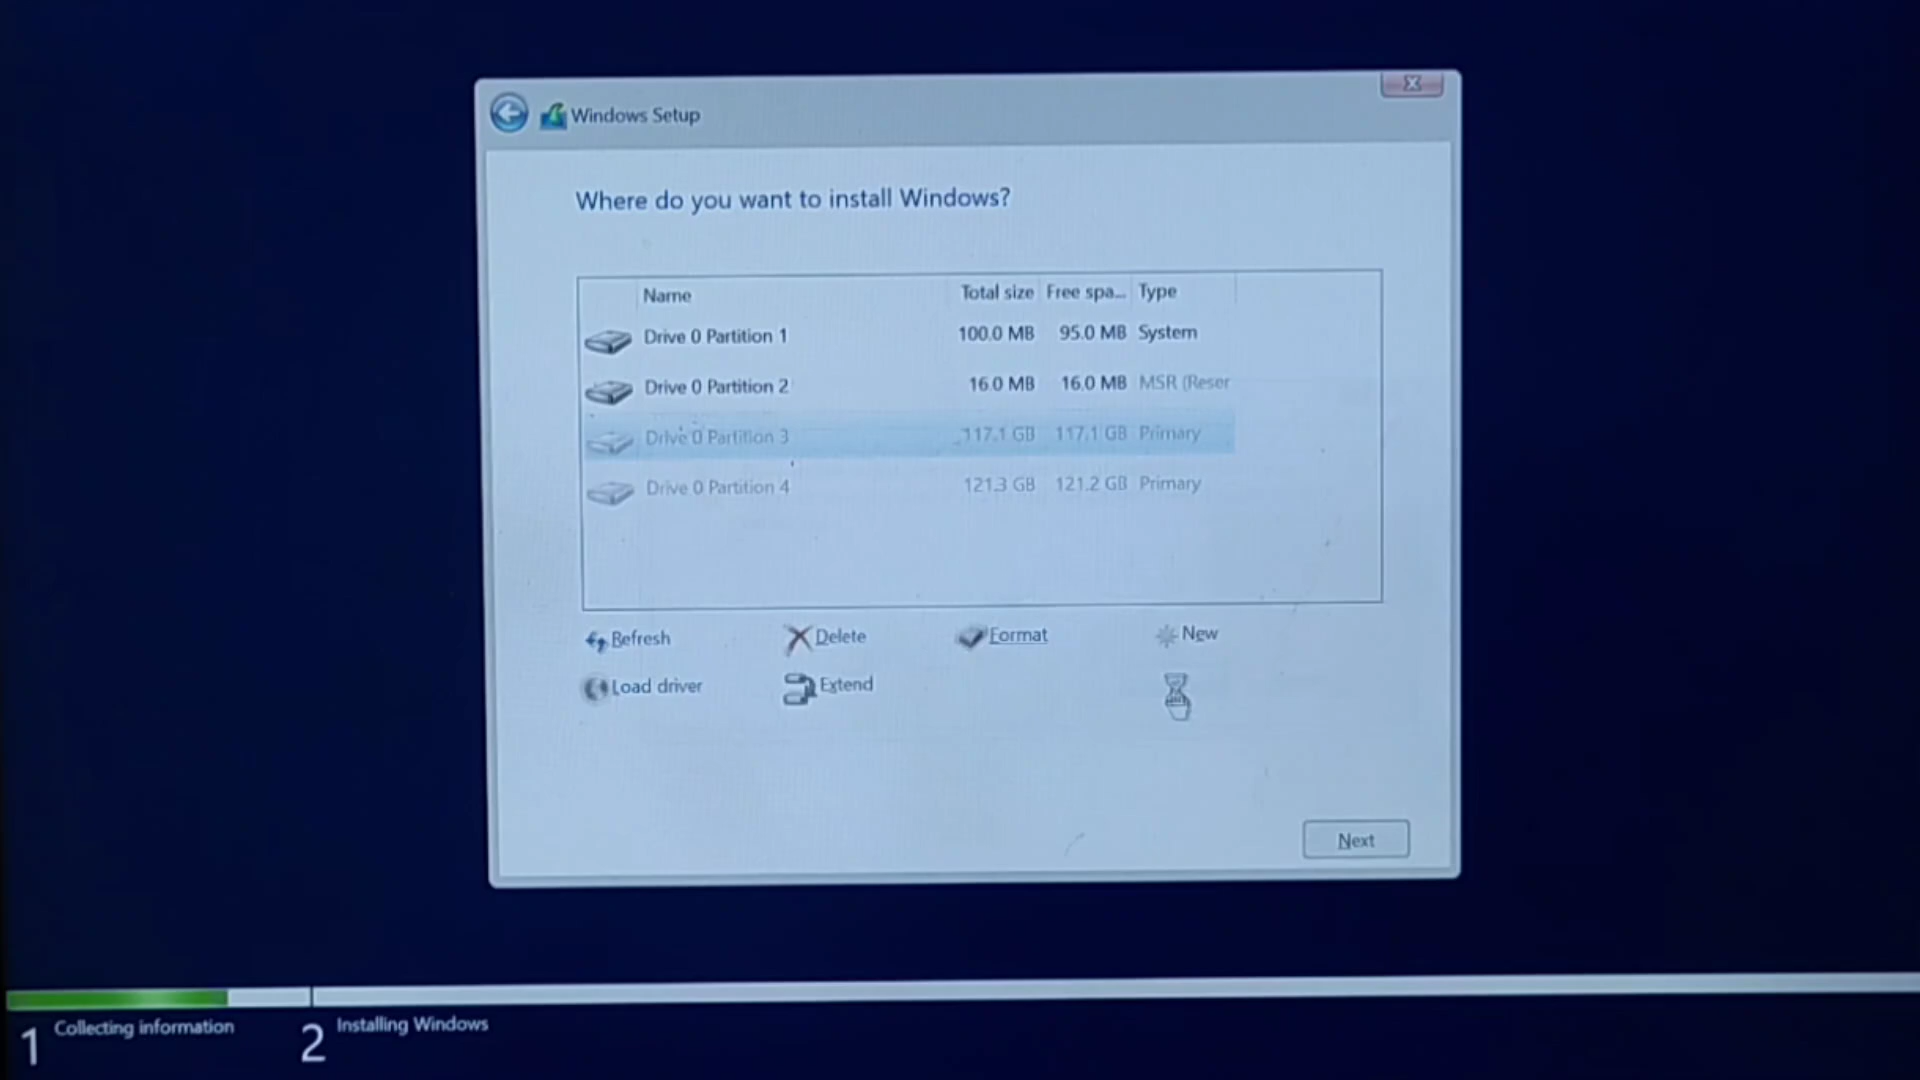 Windows Setup
Where do you want to install Windows?
Name Total size Free spa... Type
Drive 0 Partition 1 100.0 MB 95.0 MB System
Drive 0 Partition 2 16.0 MB 16.0 MB MSR (Reser
Drive 0 Partition 3 117.1 GB 117.1 GB Primary
Drive 0 Partition 4 121.3 GB 121.2 GB Primary
Refresh Delete Format New
Load driver Extend
Next
1 Collecting information 2 Installing Windows